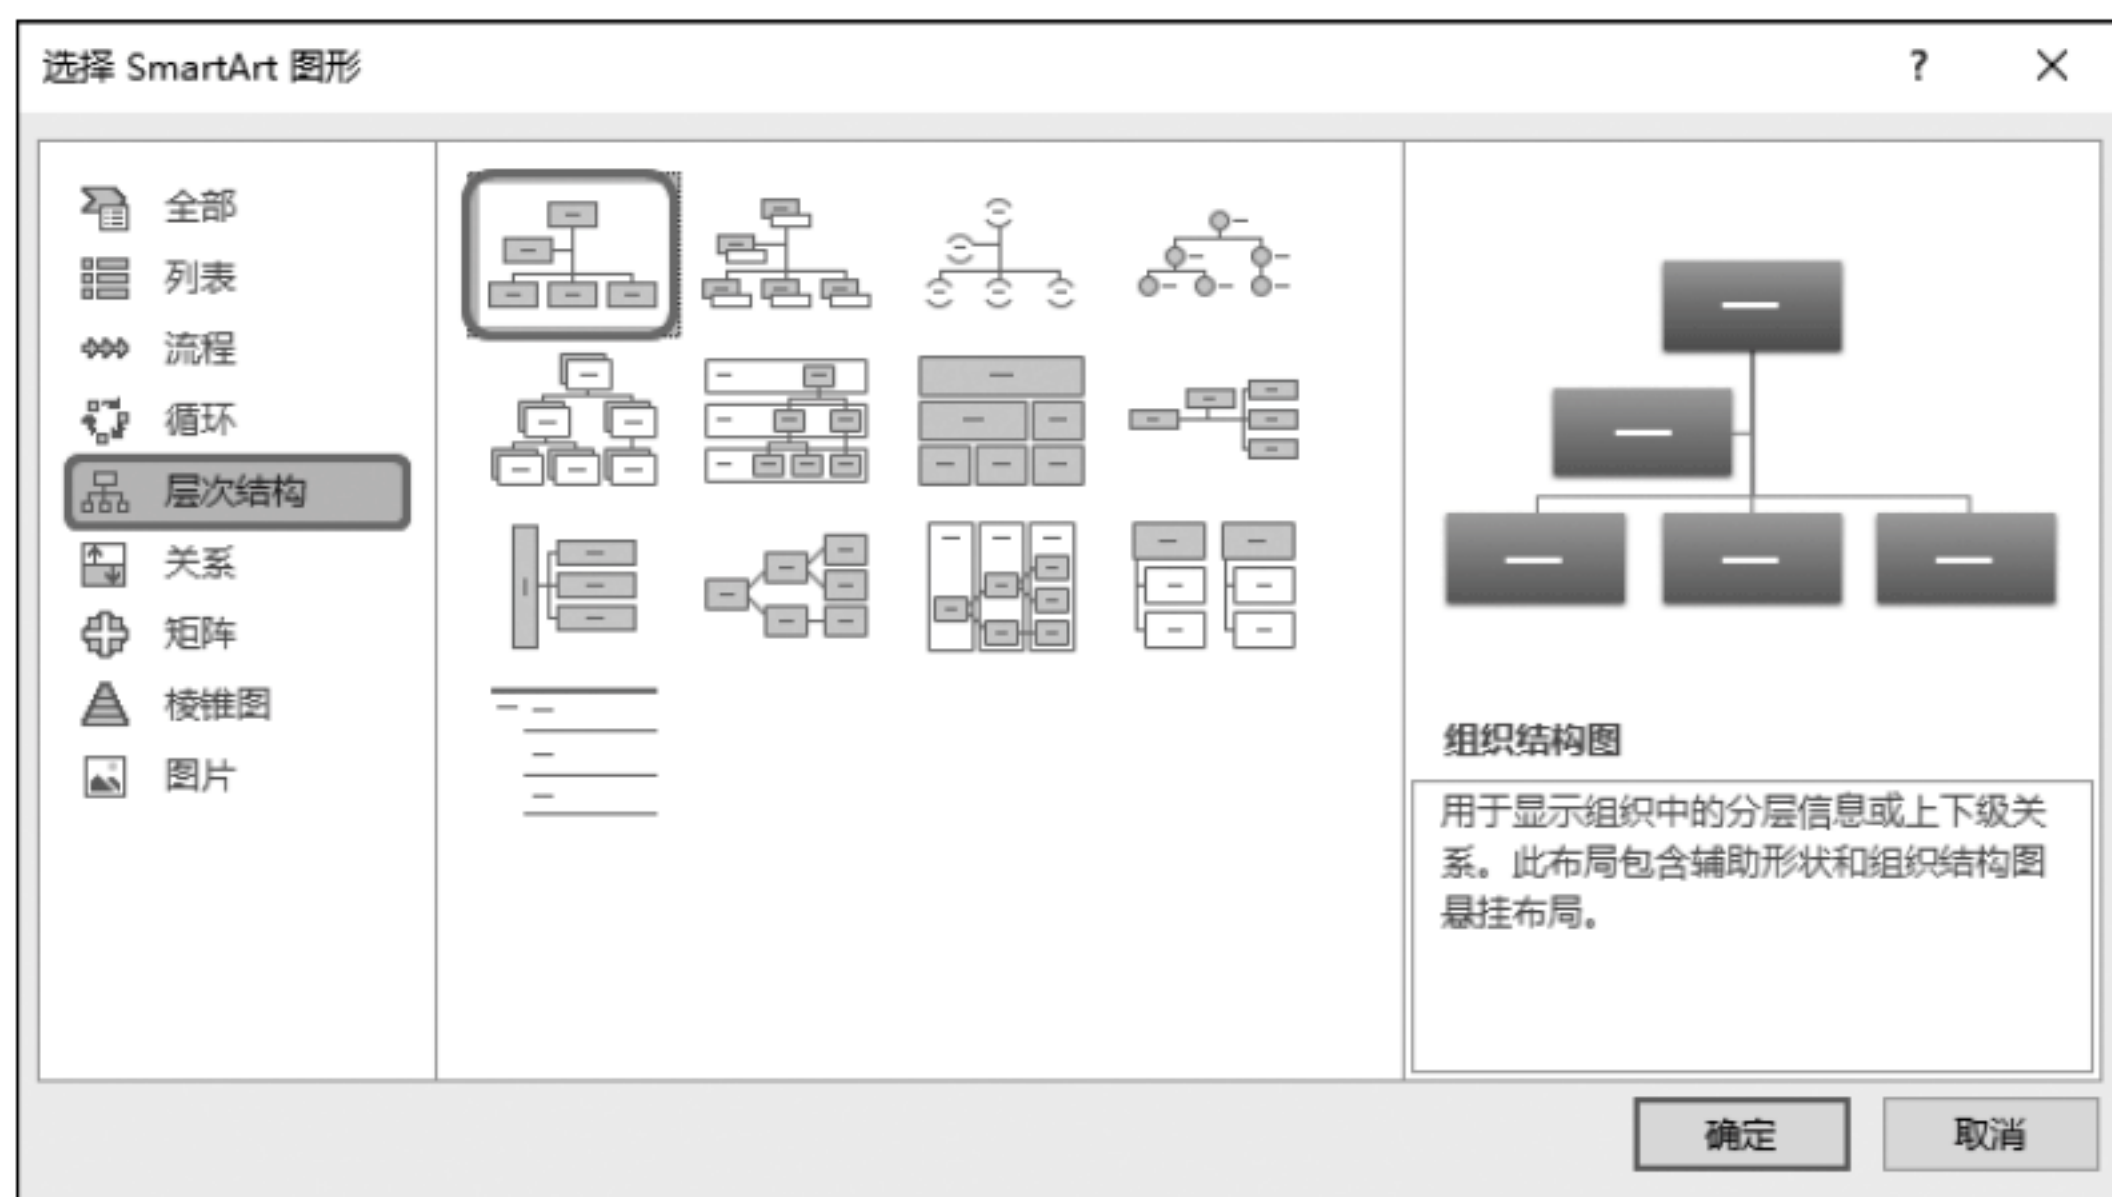 选择 SmartArt 图形
?
全部
列表
流程
循环
层次结构
关系
矩阵
棱锥图
图片
组织结构图
用于显示组织中的分层信息或上下级关
系。此布局包含辅助形状和组织结构图
悬挂布局。
确定
取消